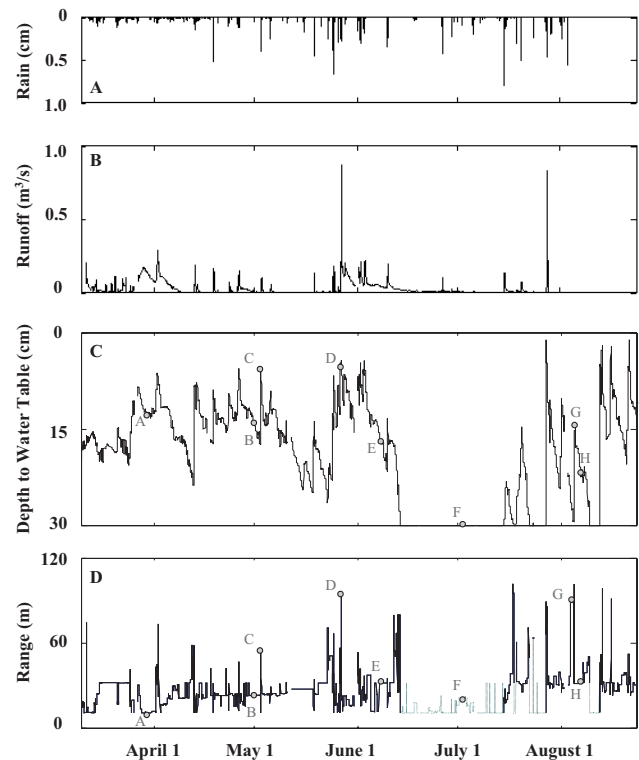 0
0.5
1.0
Rain (cm)
A
1.0
0.5
0
Runoff (m³/s)
B
0
15
30
Depth to Water Table (cm)
C
A
B
C
D
E
F
G
H
120
60
0
Range (m)
D
A
B
C
D
E
F
G
H
April 1
May 1
June 1
July 1
August 1